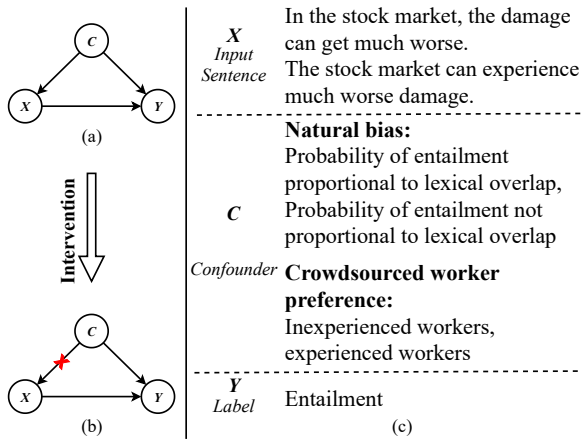 C
X
Y
(a)
Intervention
C
X
Y
(b)
X
Input
Sentence
In the stock market, the damage
can get much worse.
The stock market can experience
much worse damage.
C
Confounder
Natural bias:
Probability of entailment
proportional to lexical overlap,
Probability of entailment not
proportional to lexical overlap
Crowdsourced worker
preference:
Inexperienced workers,
experienced workers
Y
Label
Entailment
(c)